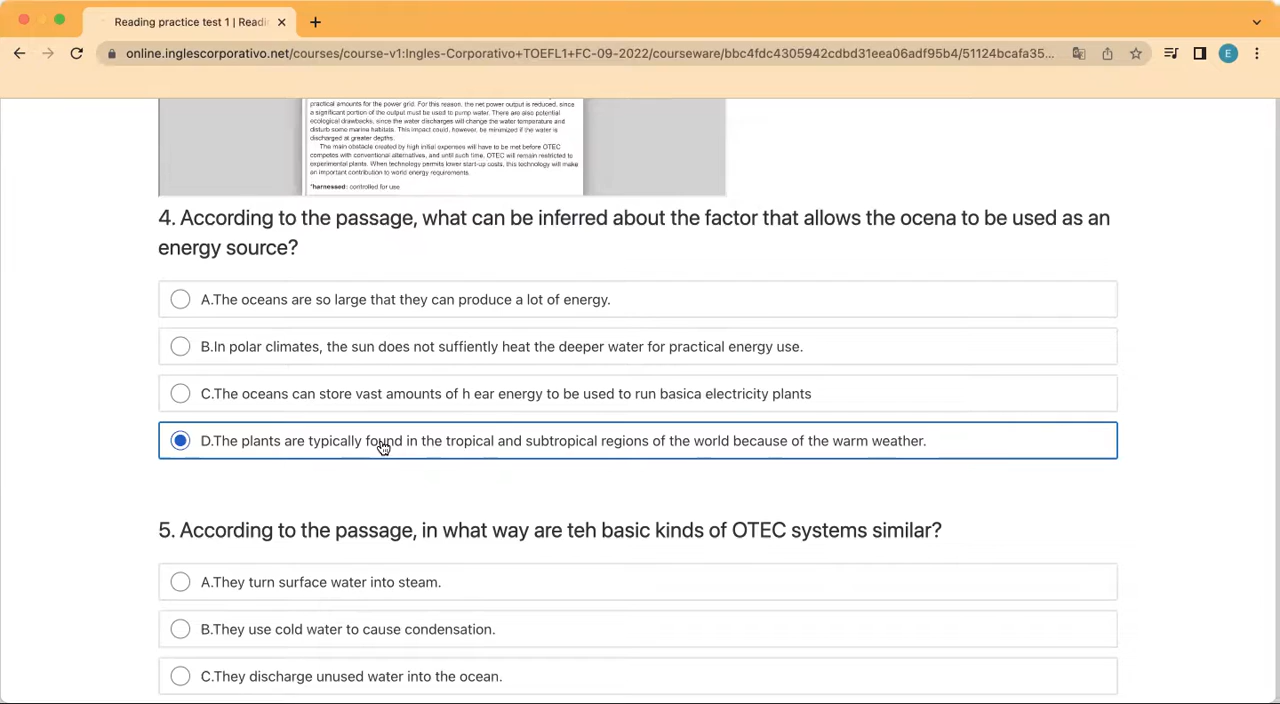 Reading practice test 1 | Readi
online.inglescorporativo.net/courses/course-v1:Ingles-Corporativo+TOEFL1+FC-09-2022/courseware/bbc4fdc4305942cdbd31eea06adf95b4/51124bcafa35...
E
practical amounts for the power grid. For this reason, the net power output is reduced, since
a significant portion of the output must be used to pump water. There are also potential
ecological drawbecks, since the water discharges will change the water temperature and
disturb some marine habitats. This impact could, however, be minimized if the water is
discharged at greater depths.
The main obstacle created by high initial expenses will have to be met before OTEC
competes with conventional alternatives, and until such time, OTEC will remain restricted to
experimental plants. When technology permits lower start-up costs, this technology will make
an important contribution to world energy requirements.
*harnessed: controlled for use
4. According to the passage, what can be inferred about the factor that allows the ocena to be used as an
energy source?
A.The oceans are so large that they can produce a lot of energy.
B.In polar climates, the sun does not suffiently heat the deeper water for practical energy use.
C.The oceans can store vast amounts of h ear energy to be used to run basica electricity plants
D.The plants are typically found in the tropical and subtropical regions of the world because of the warm weather.
5. According to the passage, in what way are teh basic kinds of OTEC systems similar?
A.They turn surface water into steam.
B.They use cold water to cause condensation.
C.They discharge unused water into the ocean.